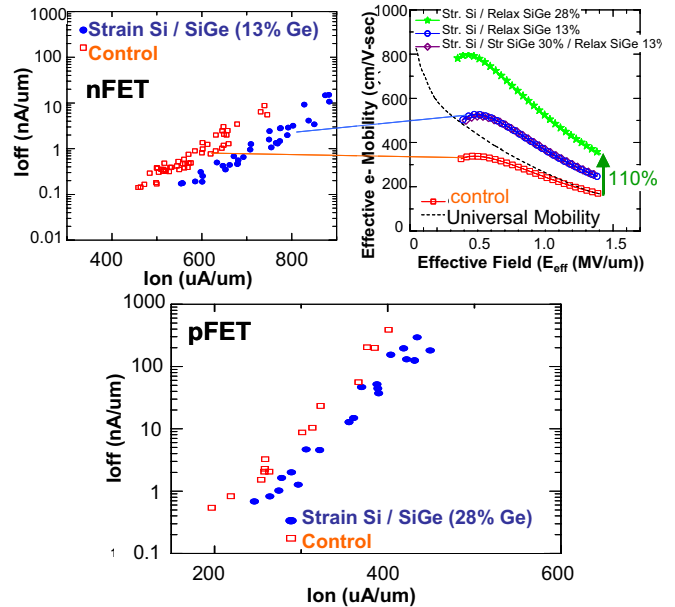 1000
100
10
1
0.1
0.01
Ioff (nA/um)
Strain Si / SiGe (13% Ge)
Control
nFET
400
600
800
Ion (uA/um)
Str. Si / Relax SiGe 28%
Str. Si / Relax SiGe 13%
Str. Si / Str SiGe 30% / Relax SiGe 13%
1000
800
600
400
200
0
Effective e- Mobility (cm/V-sec)
110%
control
Universal Mobility
0
0.5
1.0
1.5
Effective Field (Eeff (MV/um)
1000
100
10
1
0.1
Ioff (nA/um)
pFET
Strain Si / SiGe (28% Ge)
Control
200
400
600
Ion (uA/um)